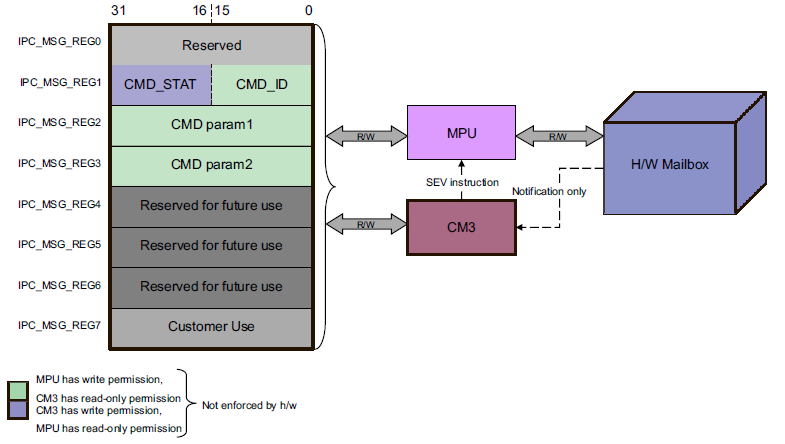 31 16 15 0
IPC_MSG_REG0 Reserved
IPC_MSG_REG1 CMD_STAT CMD_ID
IPC_MSG_REG2 CMD param1
IPC_MSG_REG3 CMD param2
IPC_MSG_REG4 Reserved for future use
IPC_MSG_REG5 Reserved for future use
IPC_MSG_REG6 Reserved for future use
IPC_MSG_REG7 Customer Use
R/W
MPU
R/W
H/W Mailbox
SEV instruction
Notification only
R/W
CM3
MPU has write permission,
CM3 has read-only permission
CM3 has write permission,
MPU has read-only permission
Not enforced by h/w